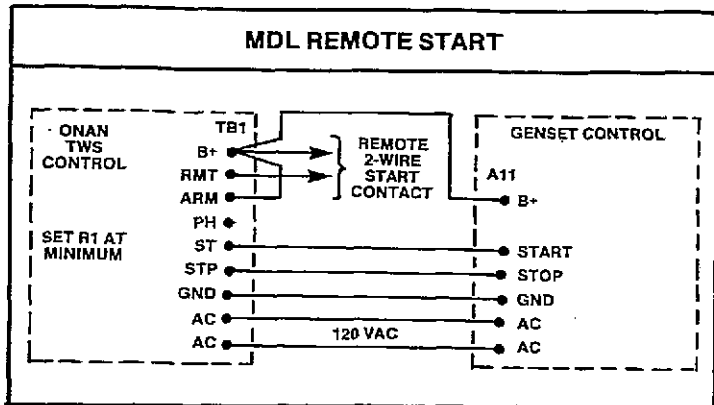 MDL REMOTE START
ONAN
TWS
CONTROL
SET R1 AT
MINIMUM
TB1
B+
RMT
ARM
PH
ST
STP
GND
AC
AC
REMOTE
2-WIRE
START
CONTACT
120 VAC
GENSET CONTROL
A11
B+
START
STOP
GND
AC
AC